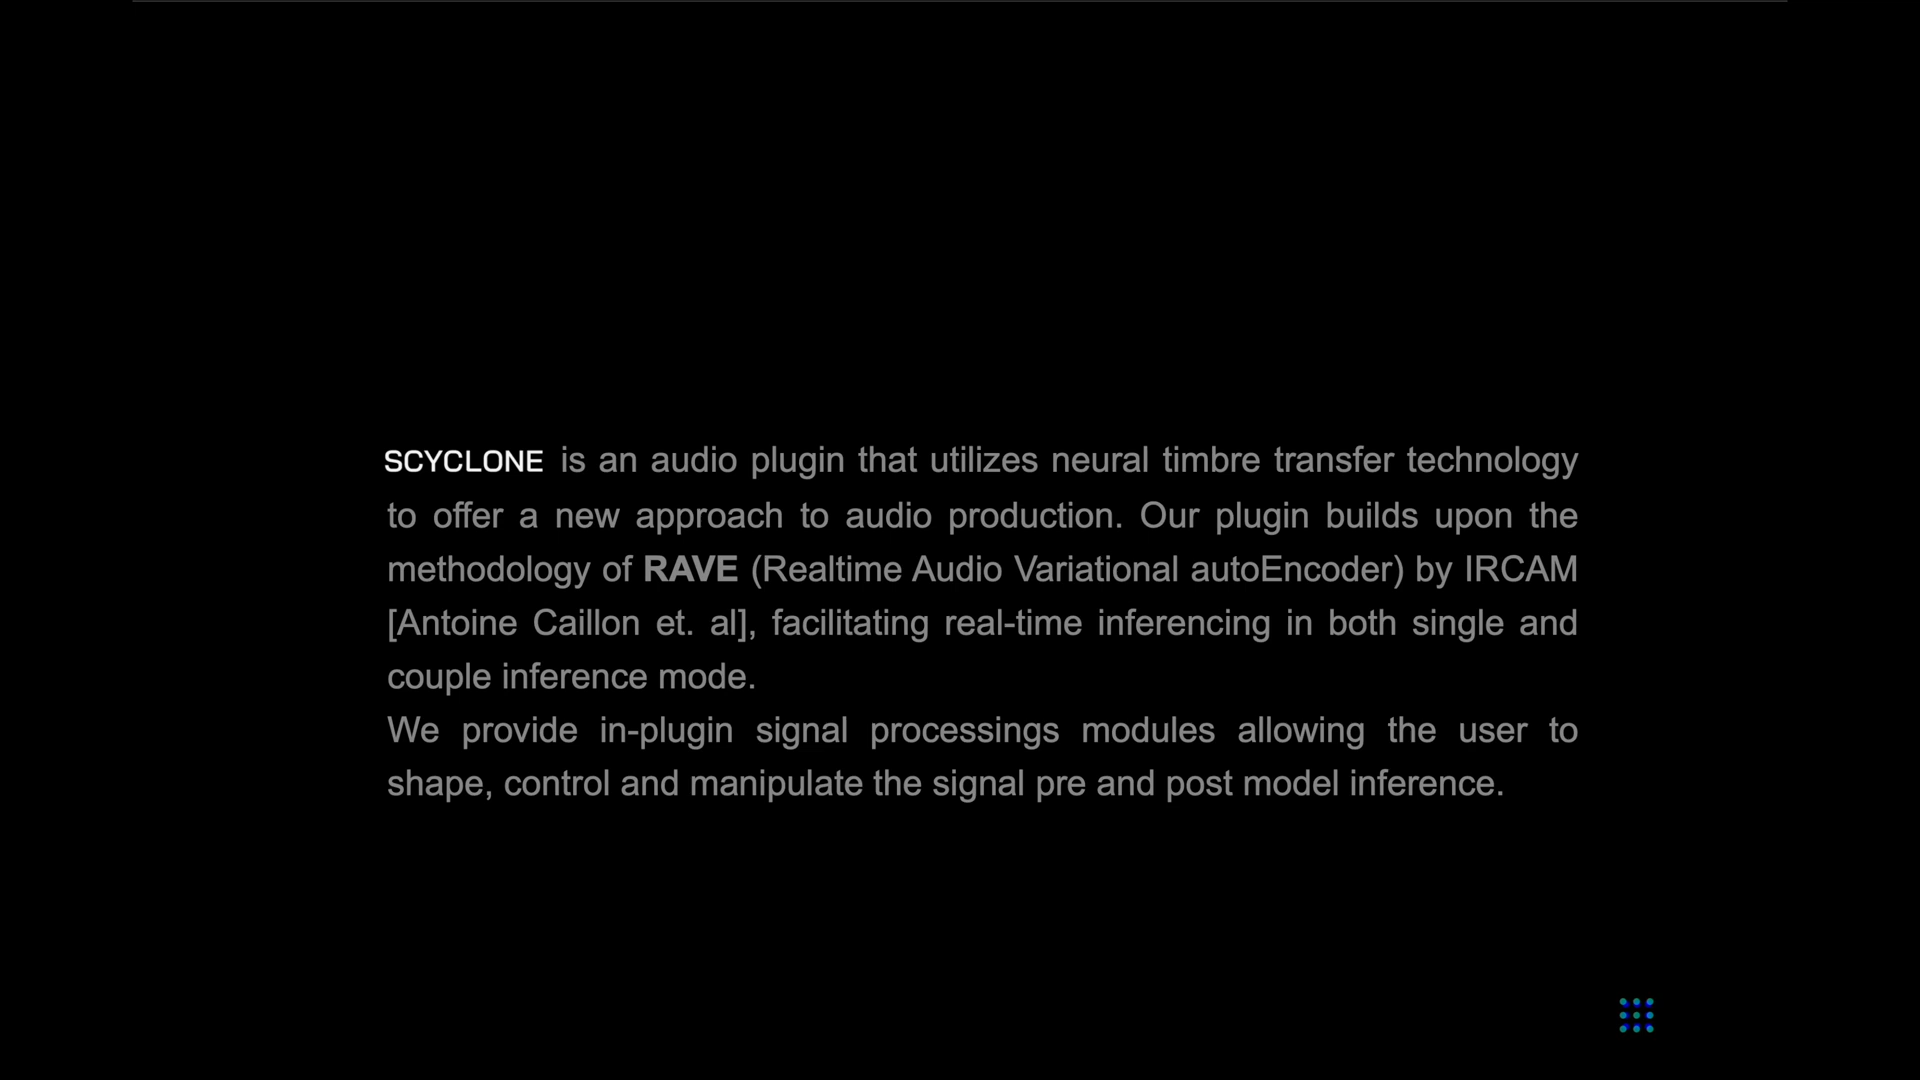 SCYCLONE is an audio plugin that utilizes neural timbre transfer technology
to offer a new approach to audio production. Our plugin builds upon the
methodology of RAVE (Realtime Audio Variational autoEncoder) by IRCAM
[Antoine Caillon et. al], facilitating real-time inferencing in both single and
couple inference mode.
We provide in-plugin signal processings modules allowing the user to
shape, control and manipulate the signal pre and post model inference.